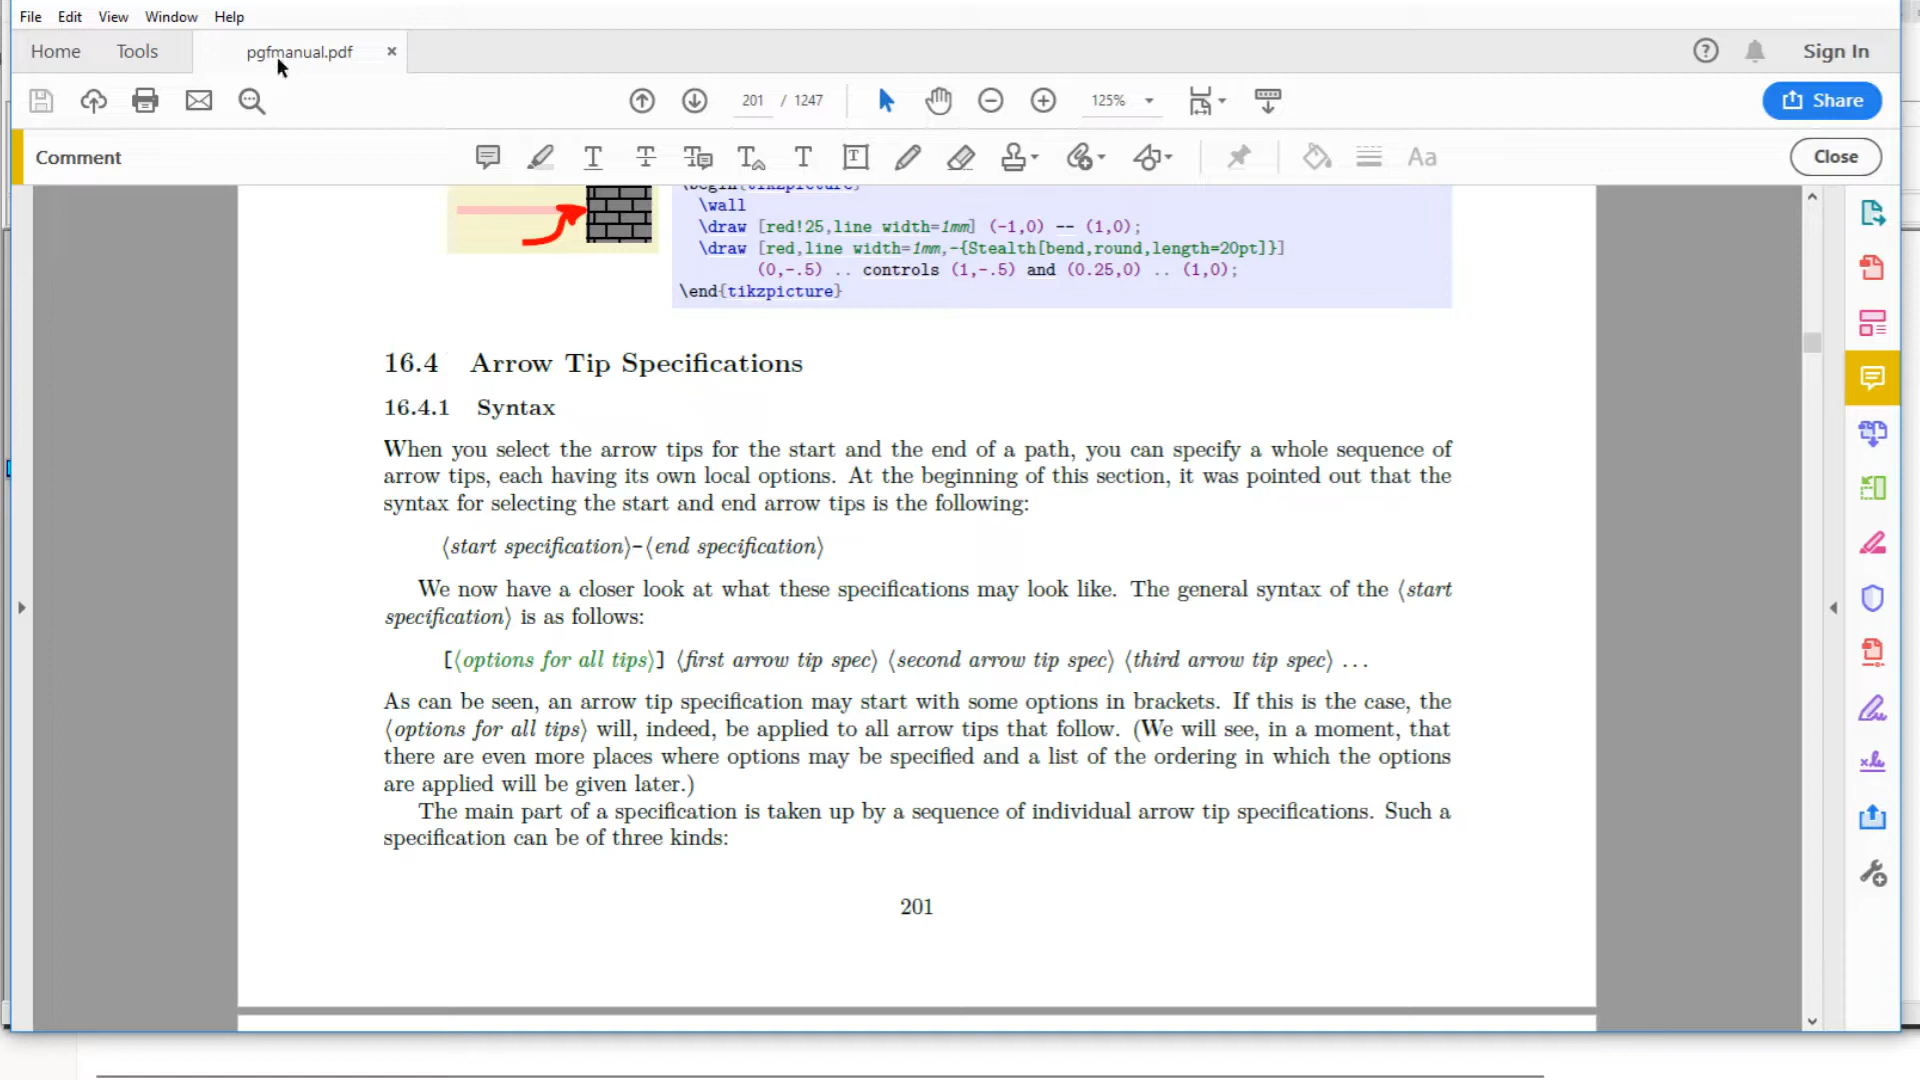 File Edit View Window Help
Home Tools pgfmanual.pdf × Sign In
201 / 1247 125% Share
Comment Close
\begin{tikzpicture}
\wall
\draw [red!25,line width=1mm] (-1,0) -- (1,0);
\draw [red,line width=1mm,-{Stealth[bend,round,length=20pt]}]
(0,-.5) .. controls (1,-.5) and (0.25,0) .. (1,0);
\end{tikzpicture}
16.4 Arrow Tip Specifications
16.4.1 Syntax
When you select the arrow tips for the start and the end of a path, you can specify a whole sequence of
arrow tips, each having its own local options. At the beginning of this section, it was pointed out that the
syntax for selecting the start and end arrow tips is the following:
⟨start specification⟩-⟨end specification⟩
We now have a closer look at what these specifications may look like. The general syntax of the ⟨start
specification⟩ is as follows:
[⟨options for all tips⟩] ⟨first arrow tip spec⟩ ⟨second arrow tip spec⟩ ⟨third arrow tip spec⟩ ...
As can be seen, an arrow tip specification may start with some options in brackets. If this is the case, the
⟨options for all tips⟩ will, indeed, be applied to all arrow tips that follow. (We will see, in a moment, that
there are even more places where options may be specified and a list of the ordering in which the options
are applied will be given later.)
The main part of a specification is taken up by a sequence of individual arrow tip specifications. Such a
specification can be of three kinds:
201